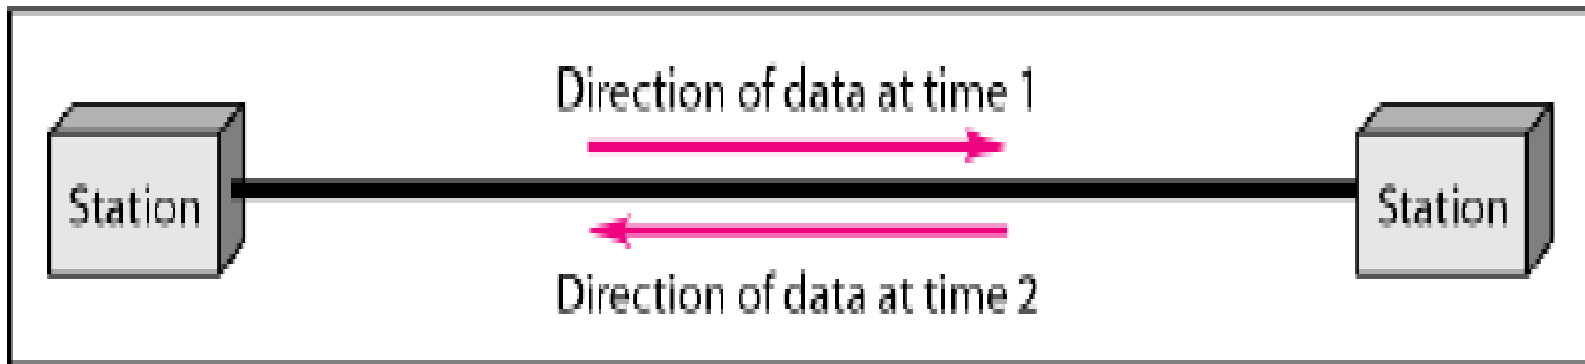 Direction of data at time 1
Station
Station
Direction of data at time 2